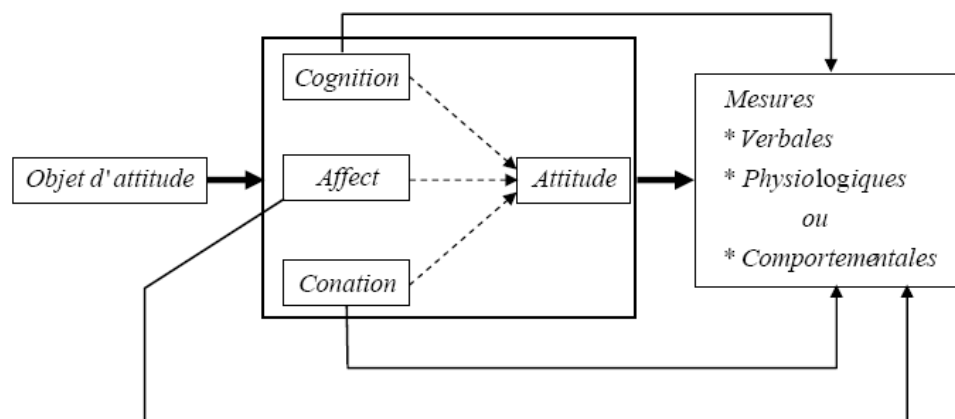 Cognition
Objet d'attitude
Affect
Attitude
Conation
Mesures
* Verbales
* Physiologiques
ou
* Comportementales